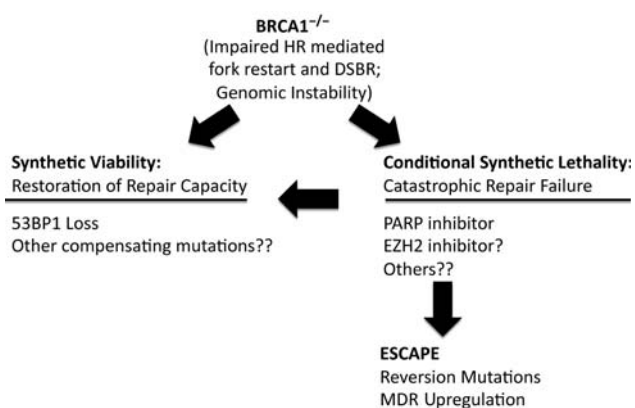 BRCA1⁻/⁻
(Impaired HR mediated
fork restart and DSBR;
Genomic Instability)
Synthetic Viability:
Restoration of Repair Capacity
53BP1 Loss
Other compensating mutations??
Conditional Synthetic Lethality:
Catastrophic Repair Failure
PARP inhibitor
EZH2 inhibitor?
Others??
ESCAPE
Reversion Mutations
MDR Upregulation